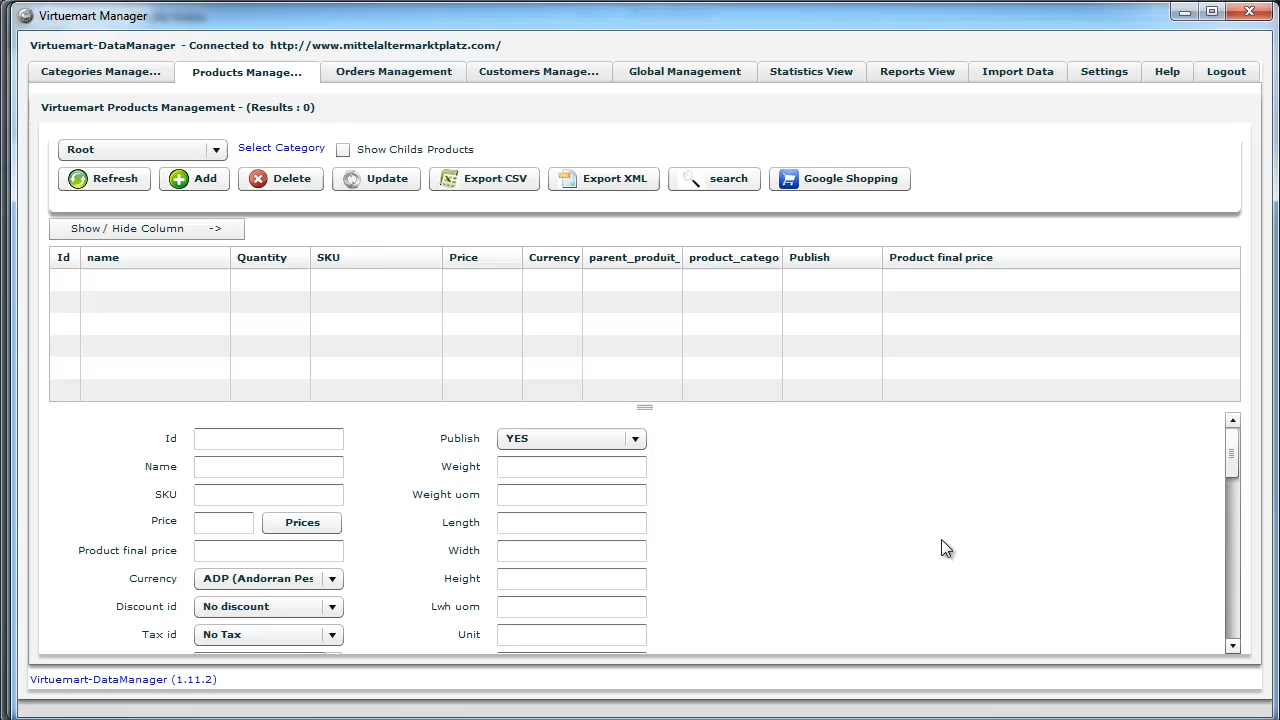 Virtuemart Manager
Virtuemart-DataManager - Connected to http://www.mittelaltermarktplatz.com/
Categories Manage... Products Manage... Orders Management Customers Manage... Global Management Statistics View Reports View Import Data Settings Help Logout
Virtuemart Products Management - (Results : 0)
Root Select Category Show Childs Products
Refresh Add Delete Update Export CSV Export XML search Google Shopping
Show / Hide Column ->
Id name Quantity SKU Price Currency parent_produit_ product_catego Publish Product final price
Id Publish YES
Name Weight
SKU Weight uom
Price Prices Length
Product final price Width
Currency ADP (Andorran Pes Height
Discount id No discount Lwh uom
Tax id No Tax Unit
Virtuemart-DataManager (1.11.2)